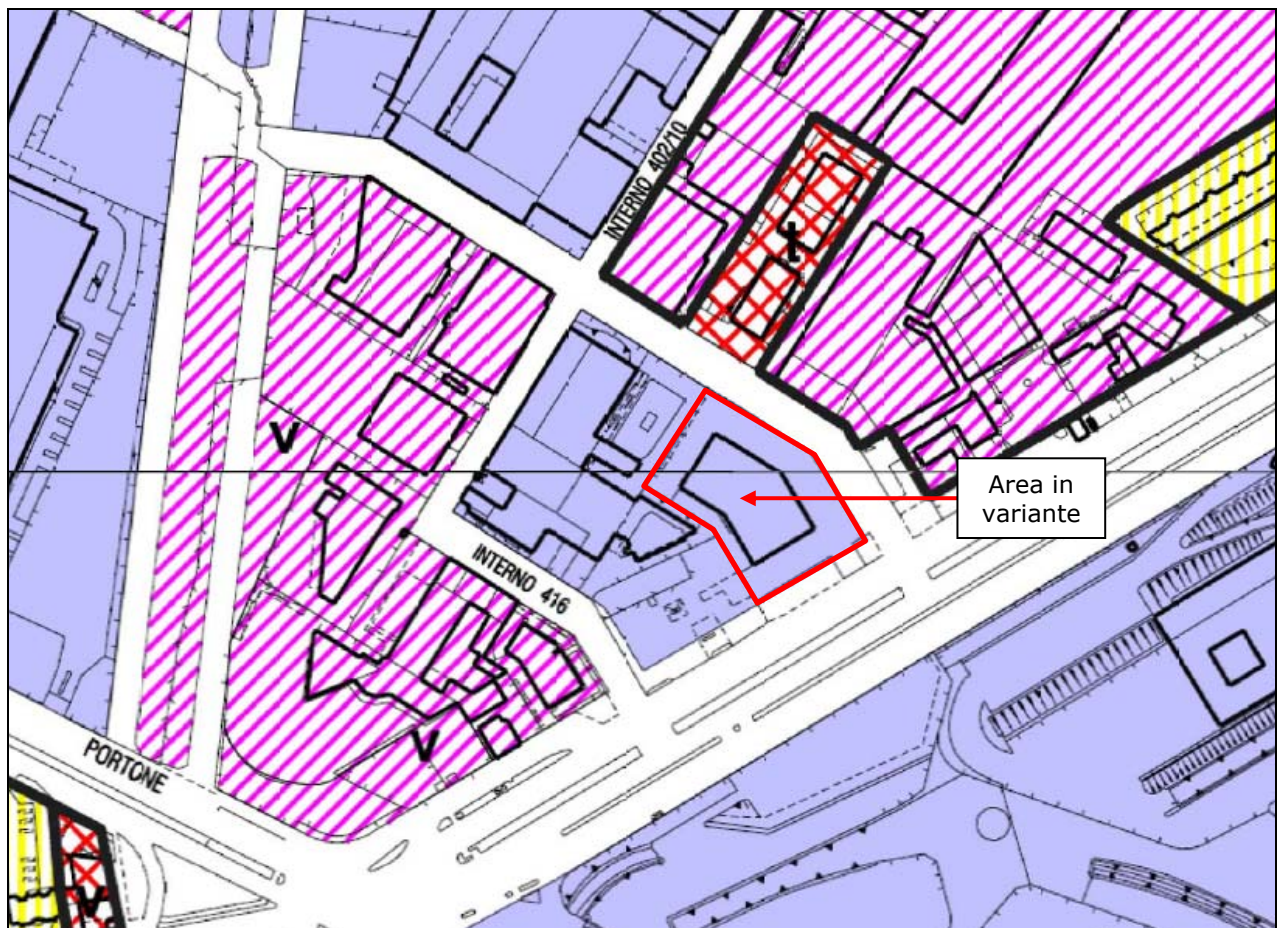 INTERNO 402/10
t
V
Area in
variante
INTERNO 416
V
PORTONE
V